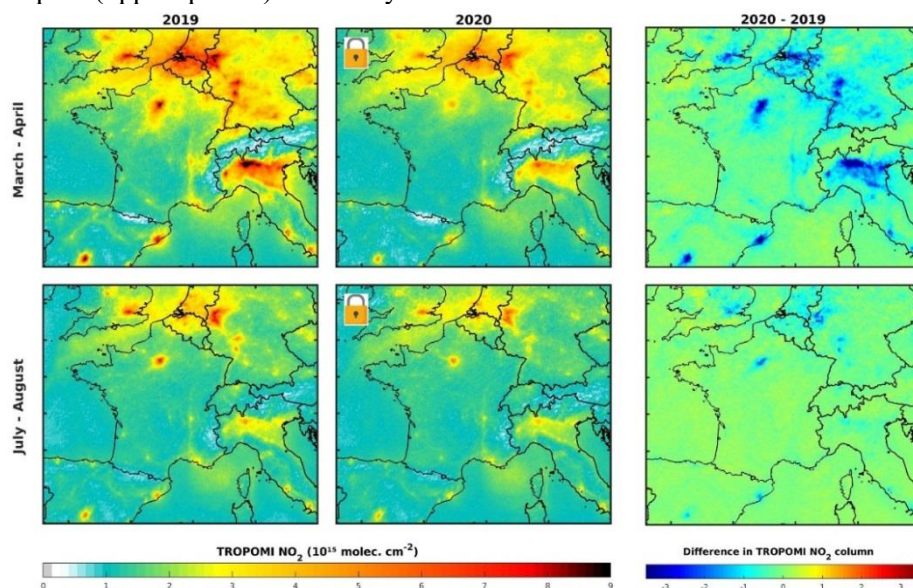 2019
2020
2020 - 2019
March - April
July - August
TROPOMI NO2 (10^15 molec. cm^-2)
Difference in TROPOMI NO2 column
0 1 2 3 4 5 6 7 8 9
-3 -2 -1 0 1 2 3